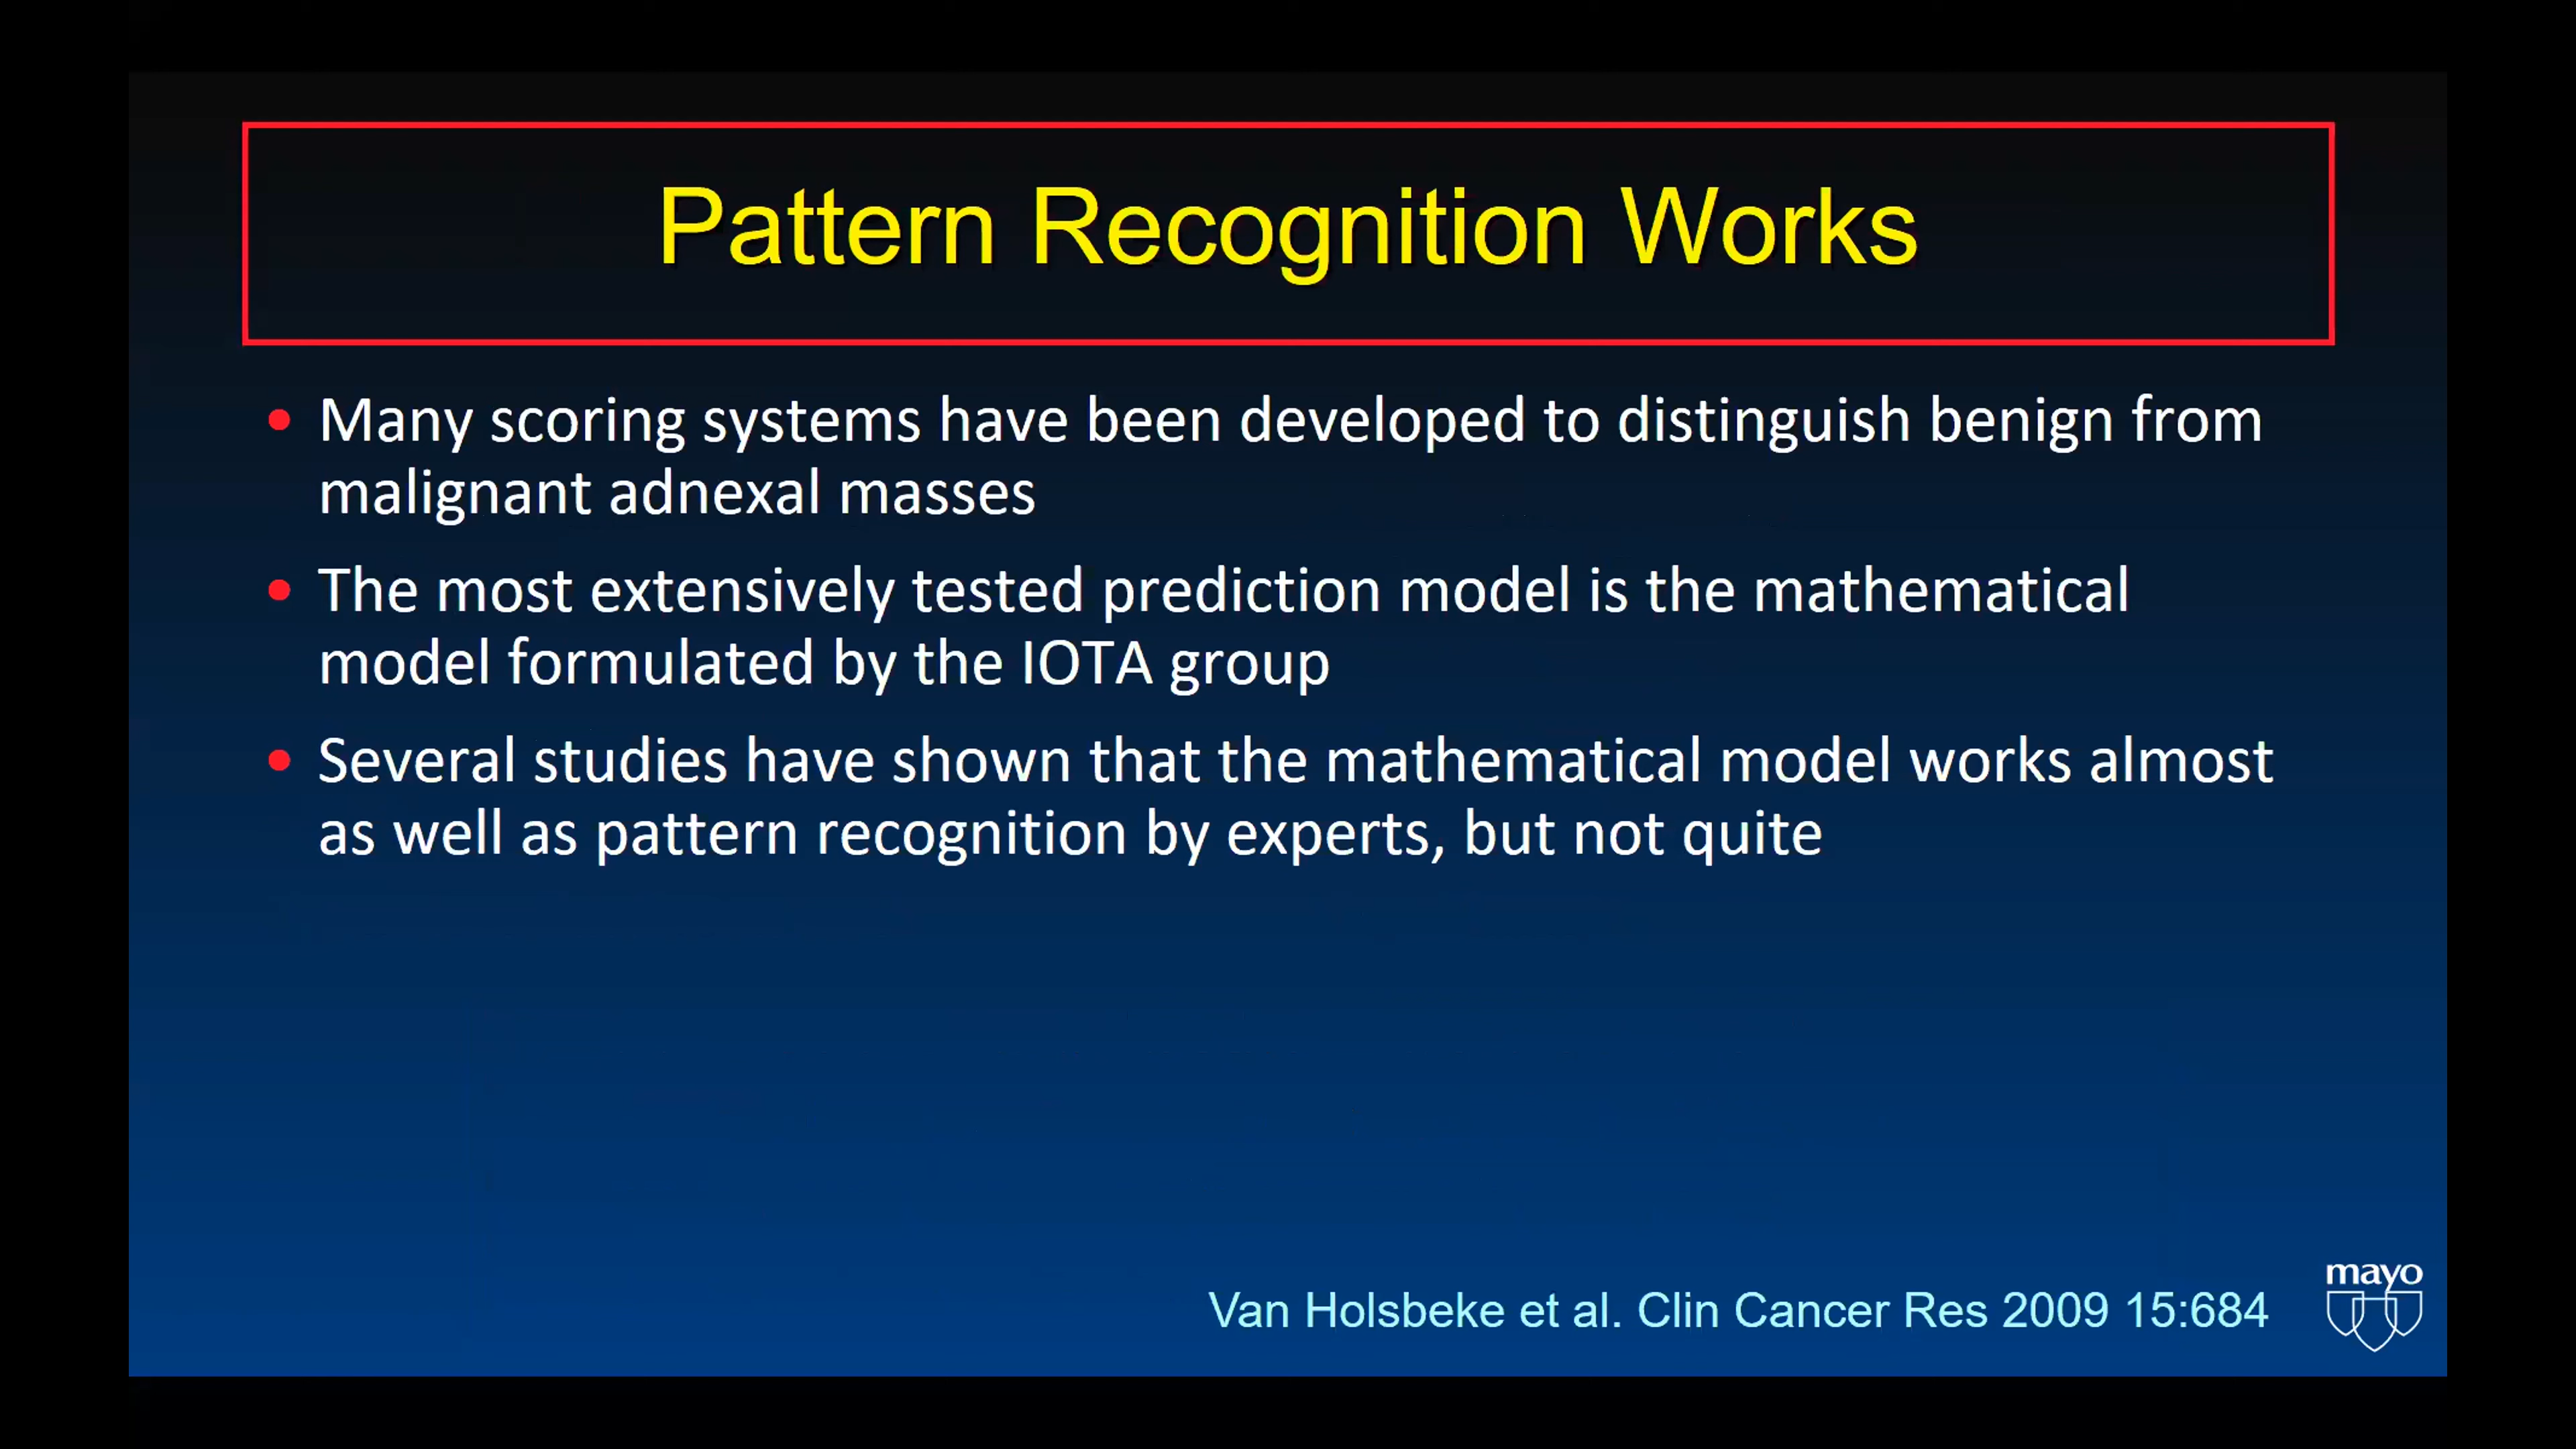 Pattern Recognition Works
• Many scoring systems have been developed to distinguish benign from
malignant adnexal masses
• The most extensively tested prediction model is the mathematical
model formulated by the IOTA group
• Several studies have shown that the mathematical model works almost
as well as pattern recognition by experts, but not quite
Van Holsbeke et al. Clin Cancer Res 2009 15:684
mayo